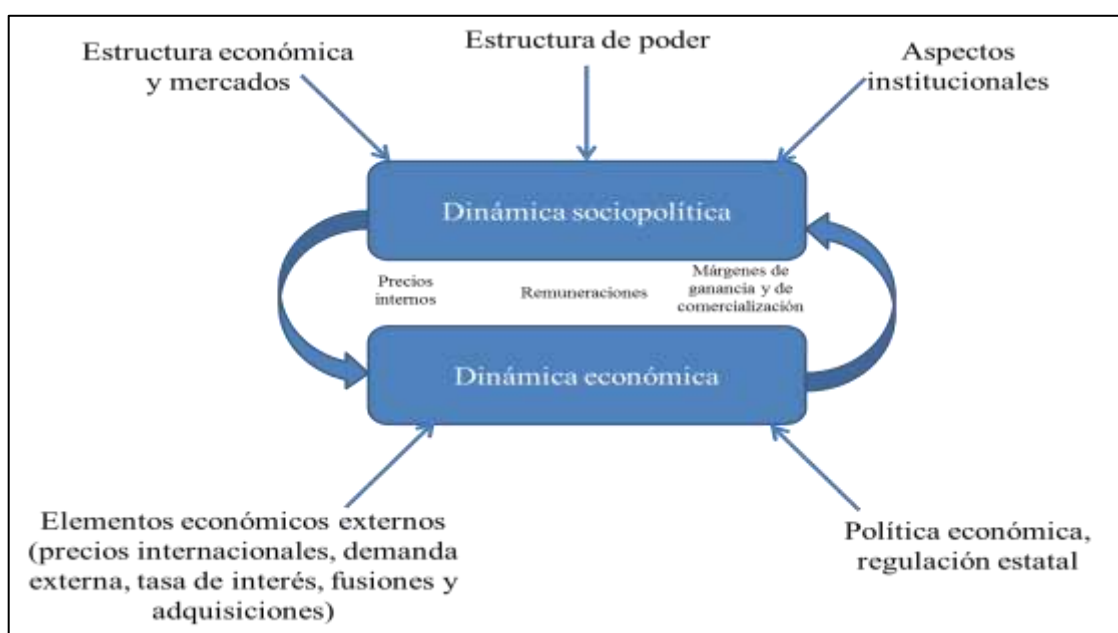 Estructura económica
y mercados
Estructura de poder
Aspectos
institucionales
Dinámica sociopolítica
Precios
internos
Remuneraciones
Márgenes de
ganancia y de
comercialización
Dinámica económica
Elementos económicos externos
(precios internacionales, demanda
externa, tasa de interés, fusiones y
adquisiciones)
Política económica,
regulación estatal